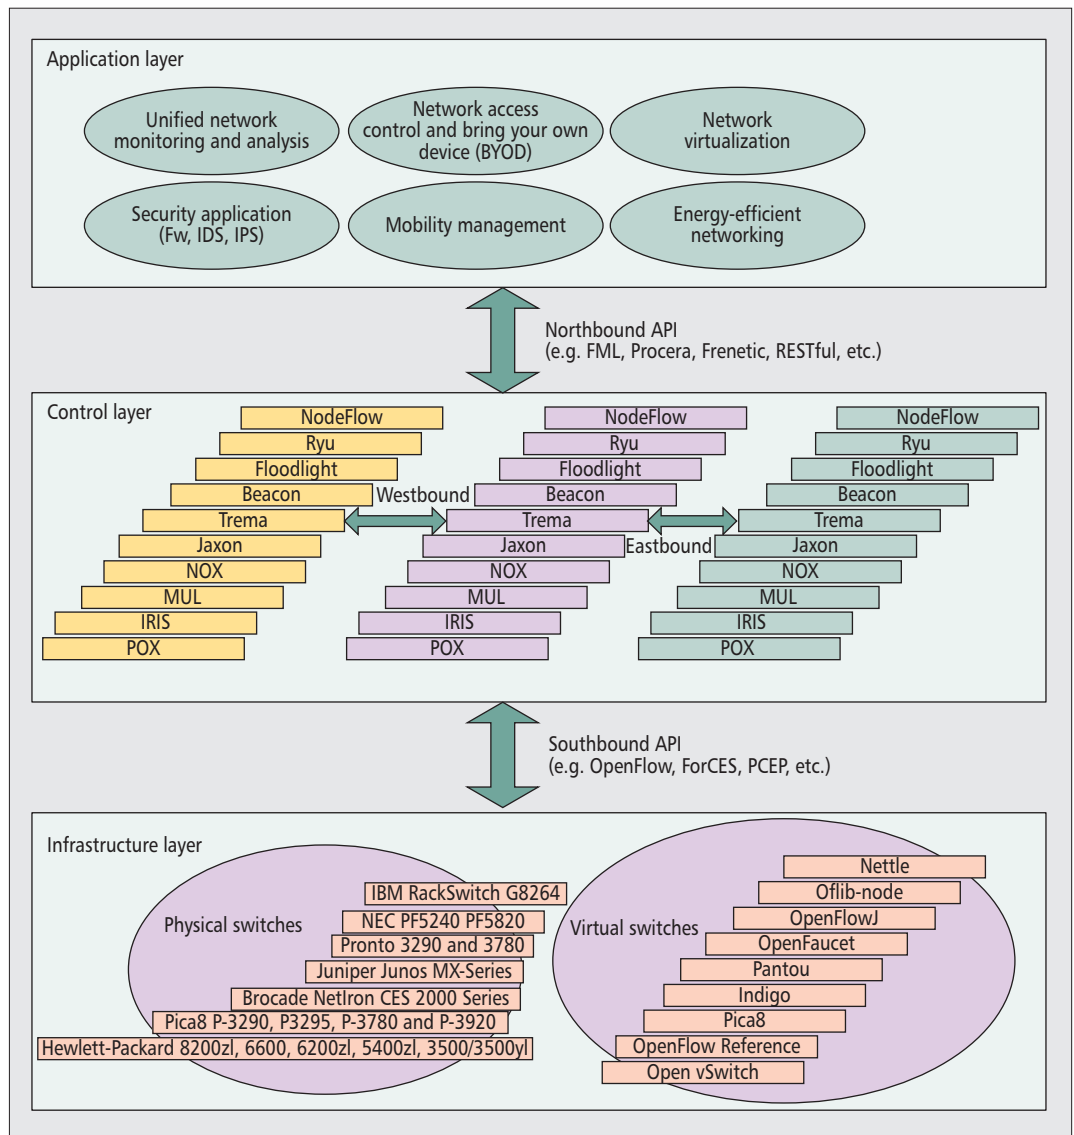 Application layer
Unified network
monitoring and analysis
Network access
control and bring your own
device (BYOD)
Network
virtualization
Security application
(Fw, IDS, IPS)
Mobility management
Energy-efficient
networking
Northbound API
(e.g. FML, Procera, Frenetic, RESTful, etc.)
Control layer
NodeFlow
Ryu
Floodlight
Beacon
Trema
Jaxon
NOX
MUL
IRIS
POX
Westbound
NodeFlow
Ryu
Floodlight
Beacon
Trema
Jaxon
NOX
MUL
IRIS
POX
Eastbound
NodeFlow
Ryu
Floodlight
Beacon
Trema
Jaxon
NOX
MUL
IRIS
POX
Southbound API
(e.g. OpenFlow, ForCES, PCEP, etc.)
Infrastructure layer
Physical switches
IBM RackSwitch G8264
NEC PF5240 PF5820
Pronto 3290 and 3780
Juniper Junos MX-Series
Brocade NetIron CES 2000 Series
Pica8 P-3290, P3295, P-3780 and P-3920
Hewlett-Packard 8200zl, 6600, 6200zl, 5400zl, 3500/3500yl
Virtual switches
Nettle
Oflib-node
OpenFlowJ
OpenFaucet
Pantou
Indigo
Pica8
OpenFlow Reference
Open vSwitch